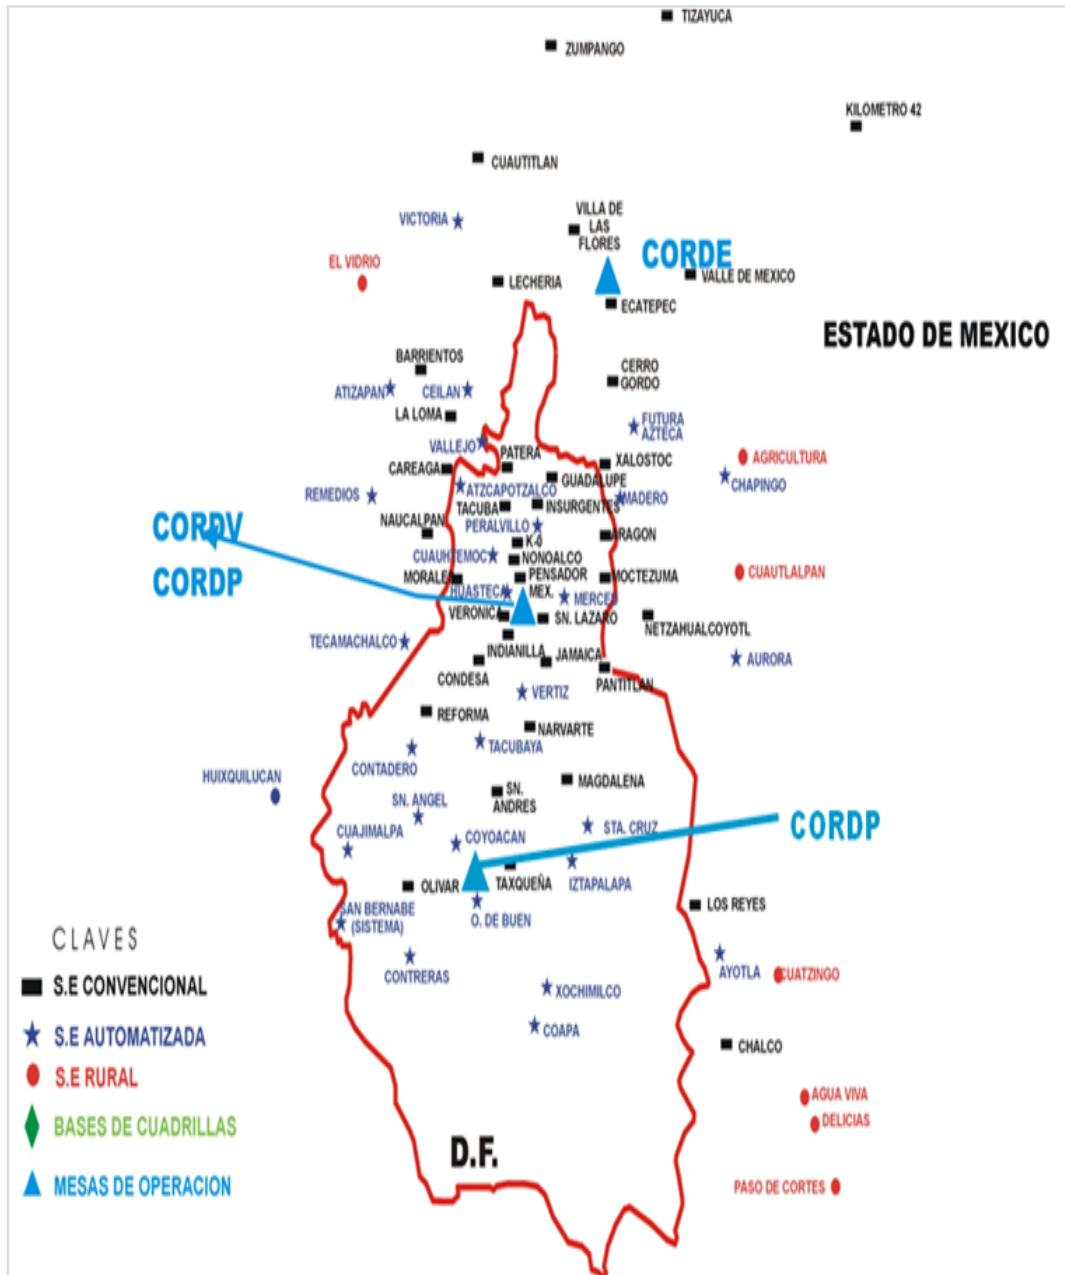 TIZAYUCA
ZUMPANGO
KILOMETRO 42
CUAUTITLAN
VICTORIA
VILLA DE
LAS
FLORES
CORDE
EL VIDRIO
LECHERIA
VALLE DE MEXICO
ECATEPEC
ESTADO DE MEXICO
BARRIENTOS
CERRO
GORDO
ATIZAPAN
CEILAN
LA LOMA
FUTURA
AZTECA
VALLEJO
PATERA
XALOSTOC
AGRICULTURA
CAREAGA
GUADALUPE
CHAPINGO
REMEDIOS
ATZCAPOTZALCO
MADERO
TACUBA
INSURGENTES
NAUCALPAN
PERALVILLO
CORDV
K-0
ARAGON
CUAUHTEMOC
NONOALCO
CORDP
MORALES
PENSADOR
MEX.
MOCTEZUMA
CUAUTLALPAN
HUASTECA
MERCED
VERONICA
SN. LAZARO
NETZAHUALCOYOTL
TECAMACHALCO
INDIANILLA
JAMAICA
AURORA
CONDESA
PANTITLAN
VERTIZ
REFORMA
NARVARTE
TACUBAYA
CONTADERO
HUIXQUILUCAN
MAGDALENA
SN.
ANDRES
SN. ANGEL
STA. CRUZ
CORDP
CUAJIMALPA
COYOACAN
OLIVAR
TAXQUEÑA
IZTAPALAPA
SAN BERNABE
(SISTEMA)
O. DE BUEN
LOS REYES
CONTRERAS
AYOTLA
CUATZINGO
XOCHIMILCO
COAPA
CHALCO
AGUA VIVA
DELICIAS
PASO DE CORTES
D.F.
CLAVES
S.E CONVENCIONAL
S.E AUTOMATIZADA
S.E RURAL
BASES DE CUADRILLAS
MESAS DE OPERACION